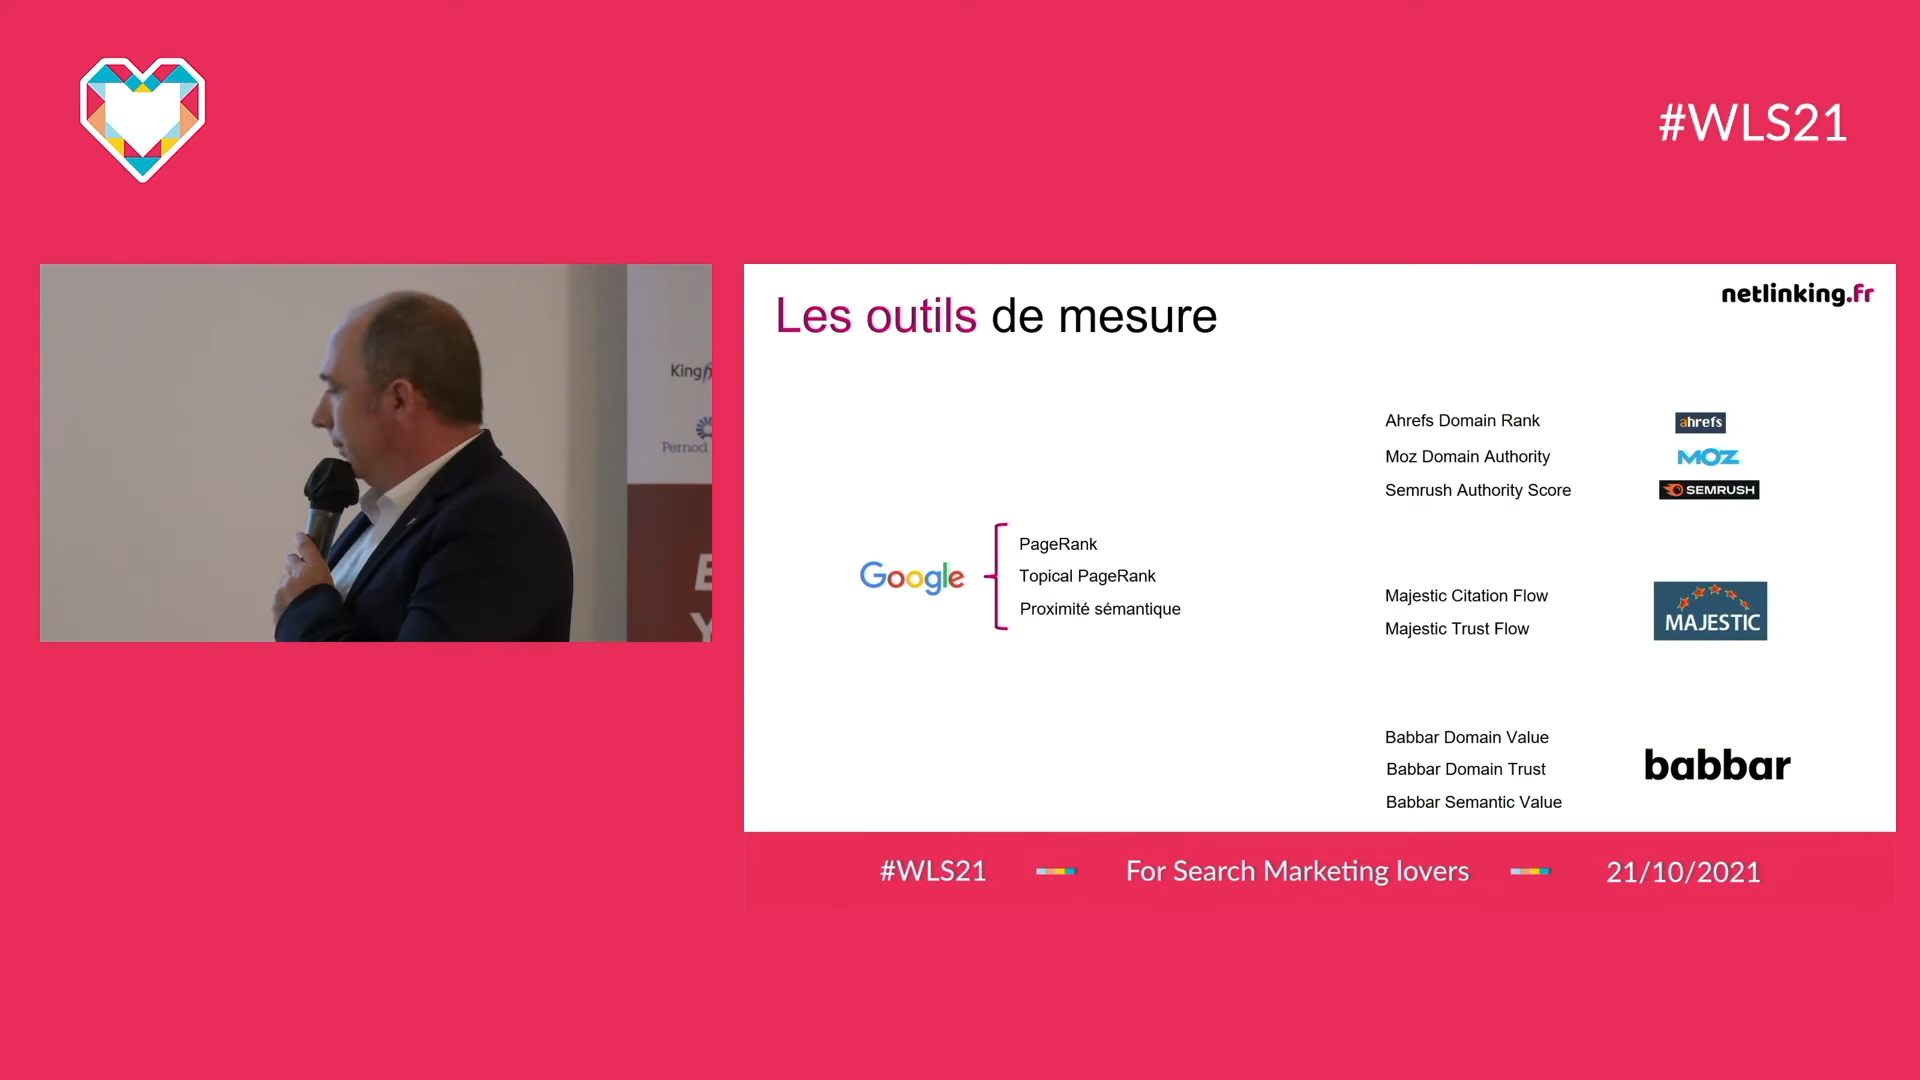 #WLS21
netlinking.fr
Les outils de mesure
Ahrefs Domain Rank
ahrefs
Moz Domain Authority
MOZ
Semrush Authority Score
SEMRUSH
Google
PageRank
Topical PageRank
Proximité sémantique
Majestic Citation Flow
Majestic Trust Flow
MAJESTIC
Babbar Domain Value
Babbar Domain Trust
Babbar Semantic Value
babbar
Pernod
#WLS21 For Search Marketing lovers 21/10/2021